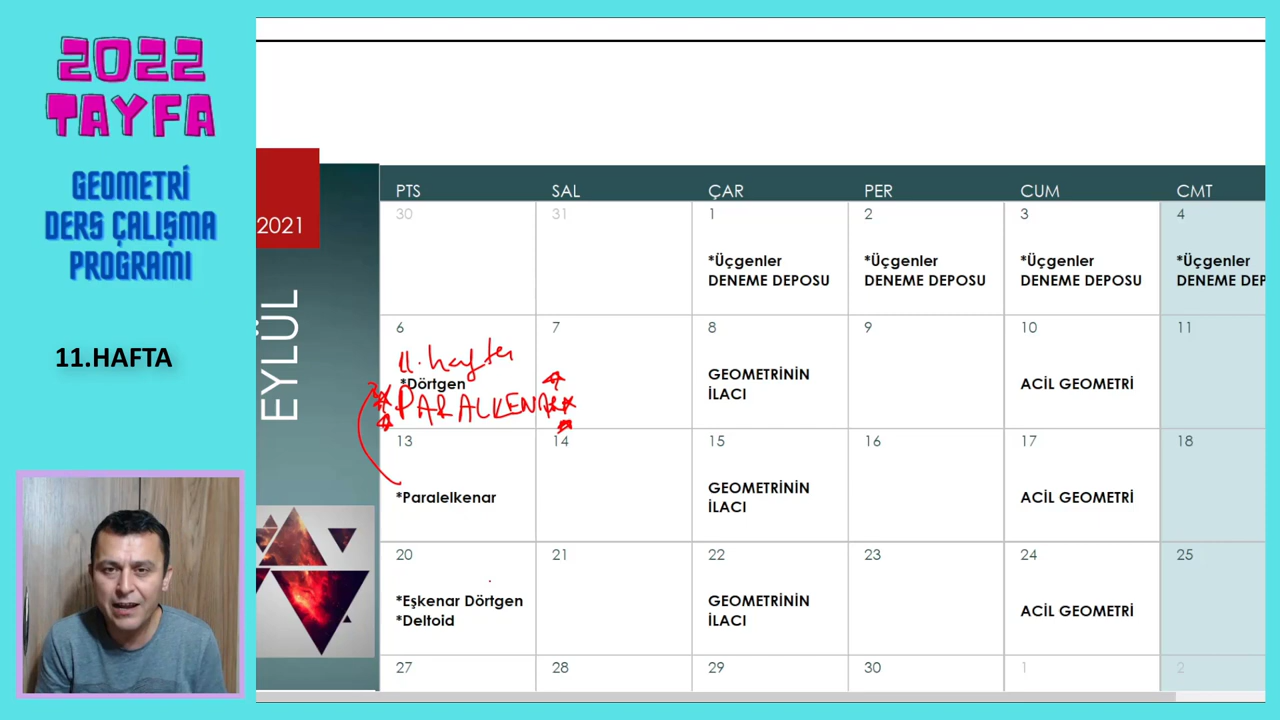 2022
TAYFA
GEOMETRİ
DERS ÇALIŞMA
PROGRAMI
11.HAFTA
2021
EYLÜL
PTS SAL ÇAR PER CUM CMT
30 31 1 2 3 4
*Üçgenler *Üçgenler *Üçgenler *Üçgenler
DENEME DEPOSU DENEME DEPOSU DENEME DEPOSU DENEME DEP
6 7 8 9 10 11
11. hafta
*Dörtgen
PARALKENAR
GEOMETRİNİN
İLACI
ACİL GEOMETRİ
13 14 15 16 17 18
*Paralelkenar
GEOMETRİNİN
İLACI
ACİL GEOMETRİ
20 21 22 23 24 25
*Eşkenar Dörtgen
*Deltoid
GEOMETRİNİN
İLACI
ACİL GEOMETRİ
27 28 29 30 1 2